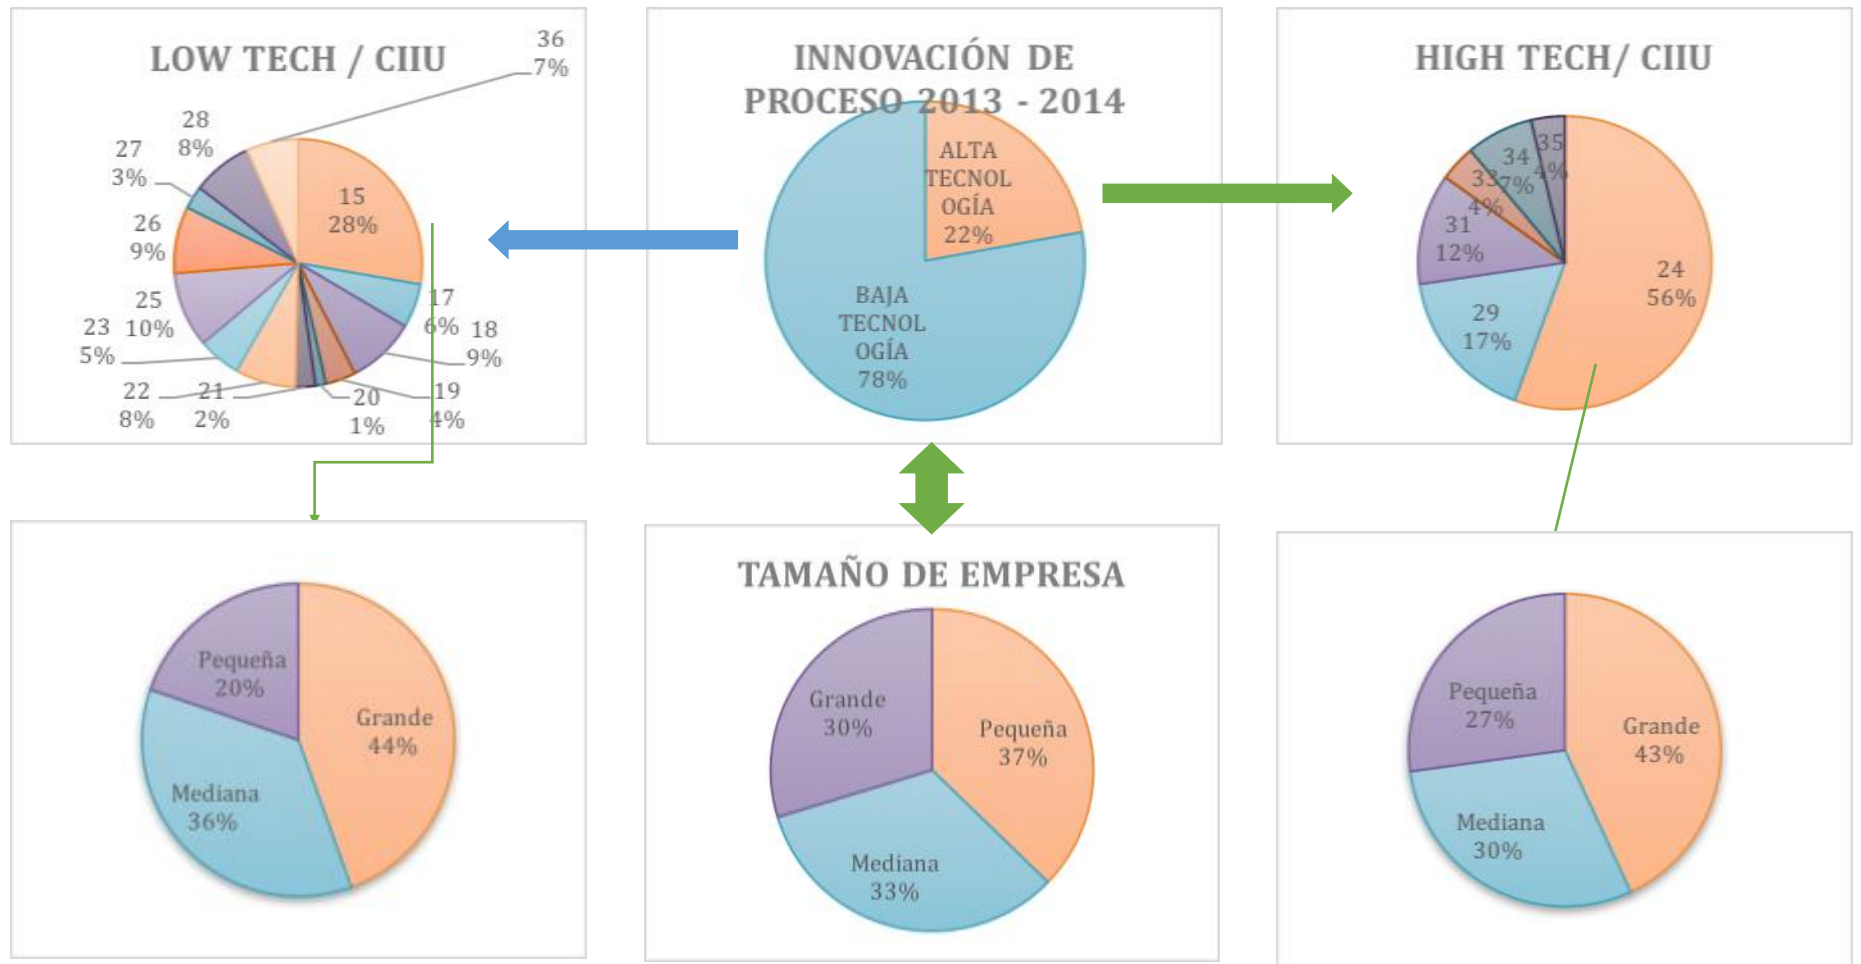 LOW TECH / CIIU
36
7%
28
8%
27
3%
15
28%
26
9%
25
10%
17
6%
18
9%
23
5%
22
8%
21
2%
20
1%
19
4%
INNOVACIÓN DE
PROCESO 2013 - 2014
ALTA
TECNOL
OGÍA
22%
BAJA
TECNOL
OGÍA
78%
HIGH TECH/ CIIU
35
4%
34
7%
33
4%
31
12%
24
56%
29
17%
Pequeña
20%
Grande
44%
Mediana
36%
TAMAÑO DE EMPRESA
Grande
30%
Pequeña
37%
Mediana
33%
Pequeña
27%
Grande
43%
Mediana
30%